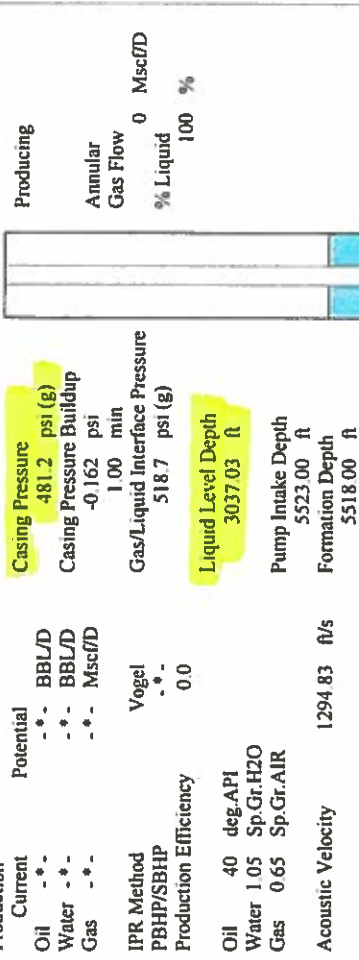 Production
Current Potential
Oil - * - - * - BBL/D
Water - * - - * - BBL/D
Gas - * - - * - Mscf/D
IPR Method Vogel
PBHP/SBHP - * -
Production Efficiency 0.0
Oil 40 deg.API
Water 1.05 Sp.Gr.H2O
Gas 0.65 Sp.Gr.AIR
Acoustic Velocity 1294.83 ft/s
Casing Pressure
481.2 psi (g)
Casing Pressure Buildup
-0.162 psi
1.00 min
Gas/Liquid Interface Pressure
518.7 psi (g)
Liquid Level Depth
3037.03 ft
Pump Intake Depth
5523.00 ft
Formation Depth
5518.00 ft
Producing
Annular
Gas Flow
0 Mscf/D
% Liquid
100 %